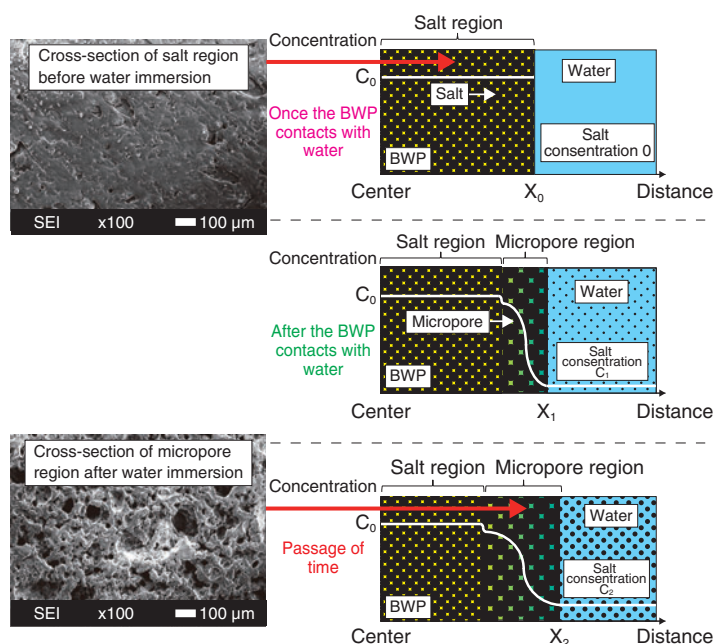 Salt region
Cross-section of salt region
before water immersion
Concentration
C0
Water
Salt
Once the BWP
contacts with
water
Salt
consentration 0
BWP
SEI x100 100 µm
Center X0 Distance
Salt region Micropore region
Concentration
C0
Water
Micropore
After the BWP
contacts with
water
Salt
consentration
C1
BWP
Center X1 Distance
Cross-section of micropore
region after water immersion
Salt region Micropore region
Concentration
C0
Water
Passage of
time
Salt
consentration
C2
BWP
SEI x100 100 µm
Center Distance